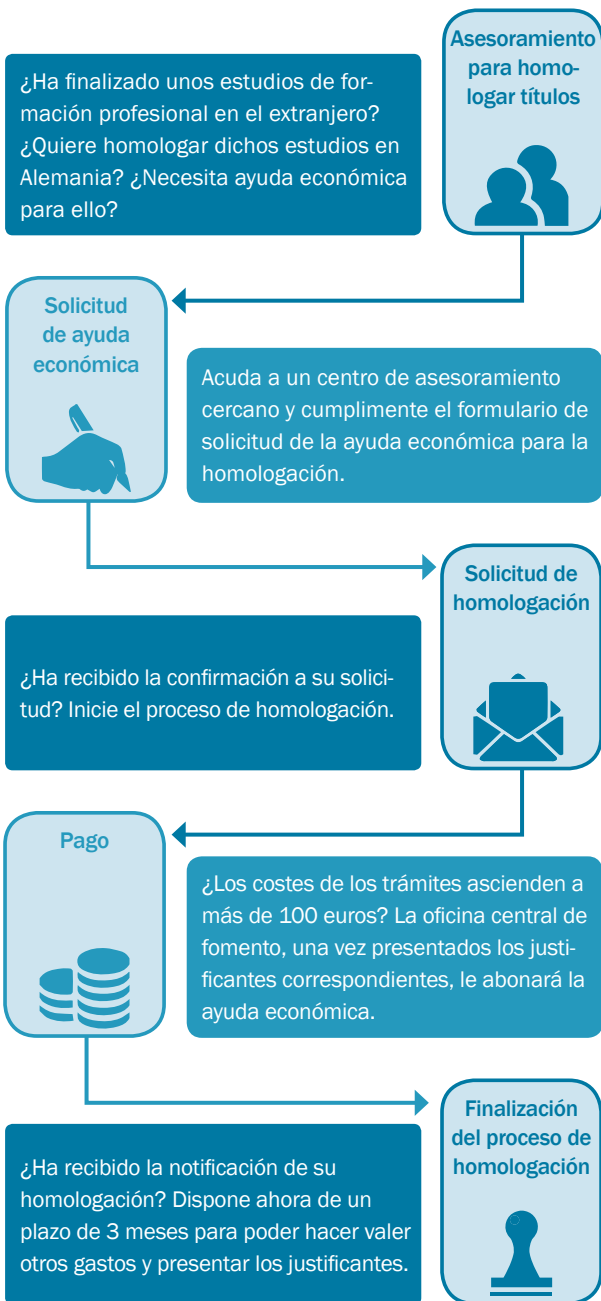 Asesoramiento
para homo-
logar títulos
¿Ha finalizado unos estudios de for-
mación profesional en el extranjero?
¿Quiere homologar dichos estudios en
Alemania? ¿Necesita ayuda económica
para ello?
Solicitud
de ayuda
económica
Acuda a un centro de asesoramiento
cercano y cumplimente el formulario de
solicitud de la ayuda económica para la
homologación.
Solicitud de
homologación
¿Ha recibido la confirmación a su solici-
tud? Inicie el proceso de homologación.
Pago
¿Los costes de los trámites ascienden a
más de 100 euros? La oficina central de
fomento, una vez presentados los justi-
ficantes correspondientes, le abonará la
ayuda económica.
Finalización
del proceso de
homologación
¿Ha recibido la notificación de su
homologación? Dispone ahora de un
plazo de 3 meses para poder hacer valer
otros gastos y presentar los justificantes.